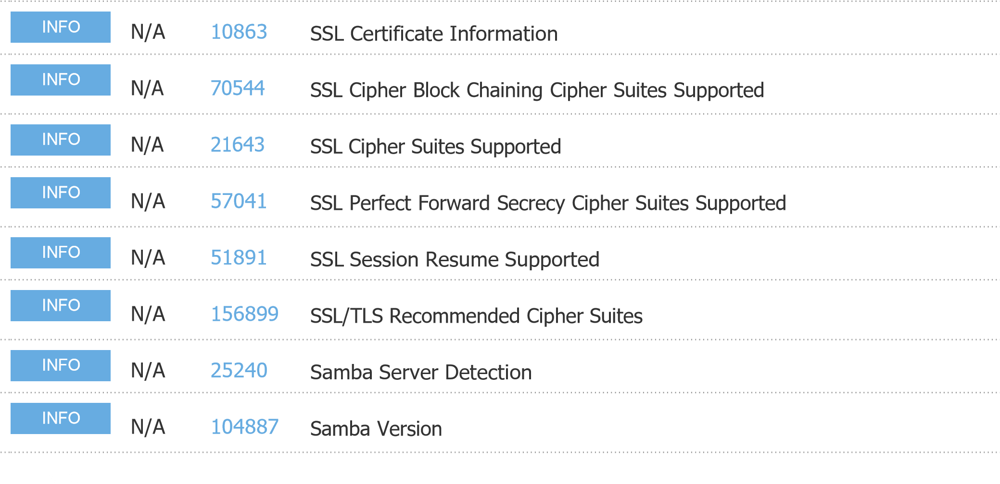 INFO N/A 10863 SSL Certificate Information
INFO N/A 70544 SSL Cipher Block Chaining Cipher Suites Supported
INFO N/A 21643 SSL Cipher Suites Supported
INFO N/A 57041 SSL Perfect Forward Secrecy Cipher Suites Supported
INFO N/A 51891 SSL Session Resume Supported
INFO N/A 156899 SSL/TLS Recommended Cipher Suites
INFO N/A 25240 Samba Server Detection
INFO N/A 104887 Samba Version